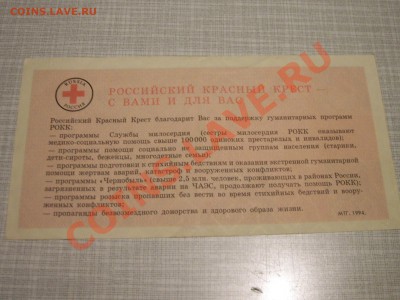 COINS.LAVE.RU
РОССИЙСКИЙ КРАСНЫЙ КРЕСТ —
С ВАМИ И ДЛЯ ВАС
Российский Красный Крест благодарит Вас за поддержку гуманитарных программ
РОКК:
— программы Службы милосердия (сестры милосердия РОКК оказывают
медико-социальную помощь свыше 100000 одиноких престарелых и инвалидов);
— программы помощи социально не защищенным группам населения (старики,
дети-сироты, беженцы, многодетные семьи);
— программы подготовки к стихийным бедствиям и оказания экстренной гуманитарной
помощи жертвам аварий, катастроф и вооруженных конфликтов;
— программы «Чернобыль» (свыше 2,5 млн. человек, проживающих в районах России,
загрязненных в результате аварии на ЧАЭС, продолжают получать помощь РОКК);
— программы розыска пропавших без вести во время стихийных бедствий и воору-
женных конфликтов;
— пропаганды безвозмездного донорства и здорового образа жизни.
МПГ, 1994.
COINS.LAVE.RU